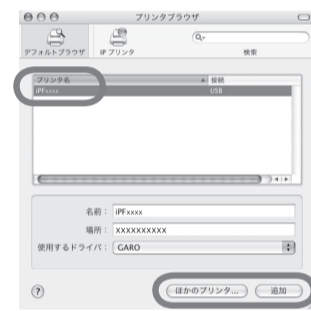 プリンタブラウザ
デフォルトブラウザ IP プリンタ 検索
プリンタ名 接続
iPFxxxx USB
名前： iPFxxxx
場所： XXXXXXXXXX
使用するドライバ： GARO
? ほかのプリンタ... 追加